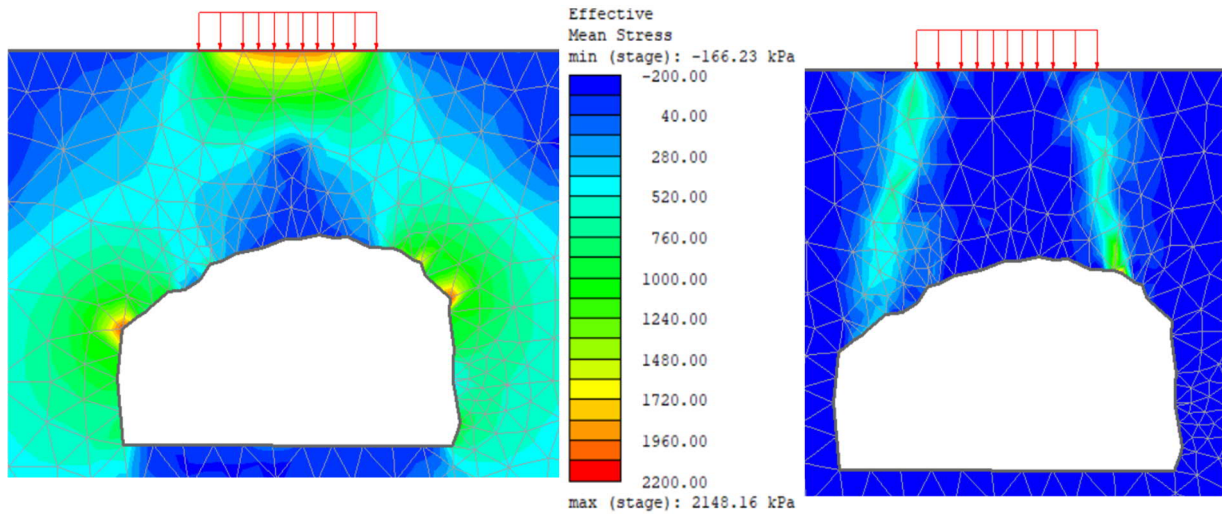 Effective
Mean Stress
min (stage): -166.23 kPa
-200.00
40.00
280.00
520.00
760.00
1000.00
1240.00
1480.00
1720.00
1960.00
2200.00
max (stage): 2148.16 kPa